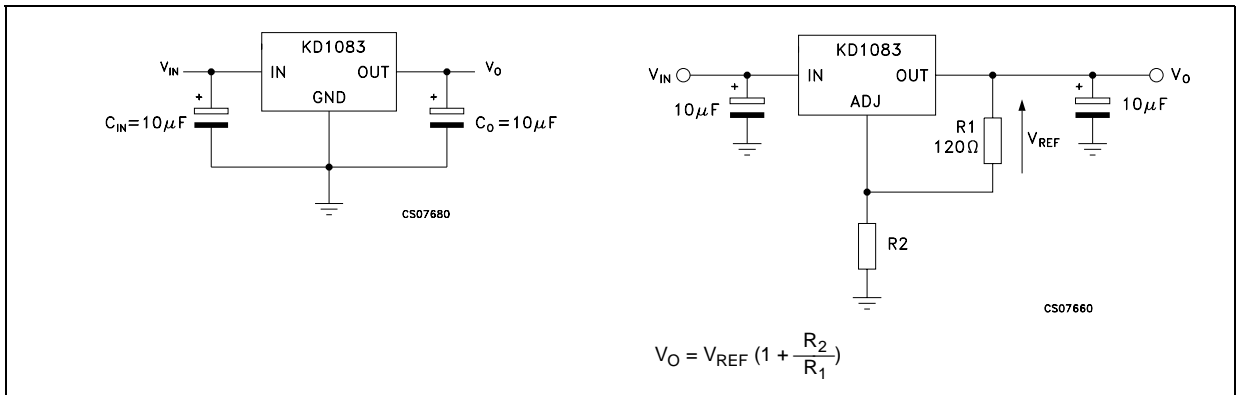 KD1083
V_IN
IN
OUT
V_O
GND
+
+
C_IN=10μF
C_O=10μF
CS07680
KD1083
V_IN
IN
OUT
V_O
ADJ
+
+
10μF
10μF
R1
120Ω
V_REF
R2
CS07660
V_O = V_REF (1 + R_2/R_1)